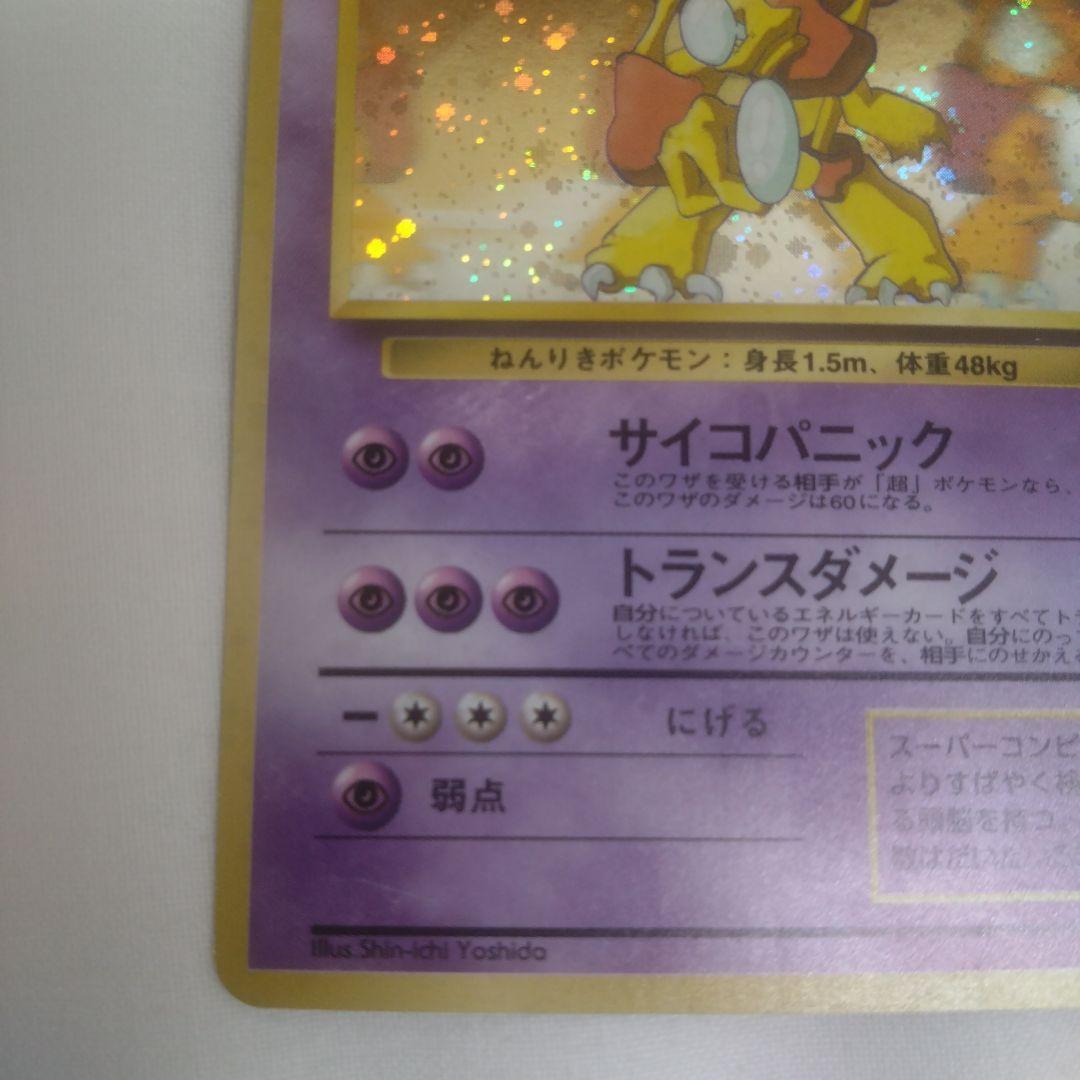 ねんりきポケモン：身長1.5m、体重48kg
サイコパニック
このワザを受ける相手が「超」ポケモンなら、
このワザのダメージは60になる。
トランスダメージ
自分についているエネルギーカードをすべてト
しなければ、このワザは使えない。自分にのっ
べてのダメージカウンターを、相手にのせかえ
ー にげる
弱点
スーパーコンピ
よりすばやく
る頭脳を持つ
Illus. Shin-ichi Yoshida